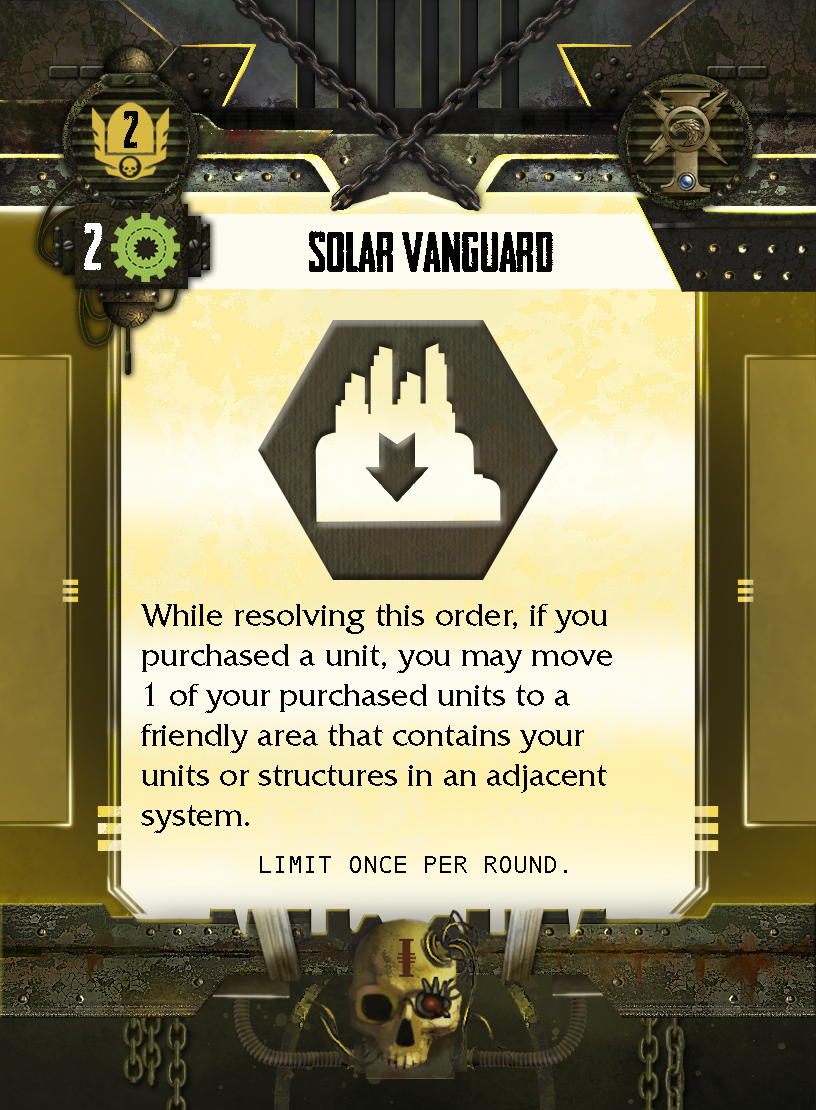 2
2
SOLAR VANGUARD
While resolving this order, if you
purchased a unit, you may move
1 of your purchased units to a
friendly area that contains your
units or structures in an adjacent
system.
LIMIT ONCE PER ROUND.
I